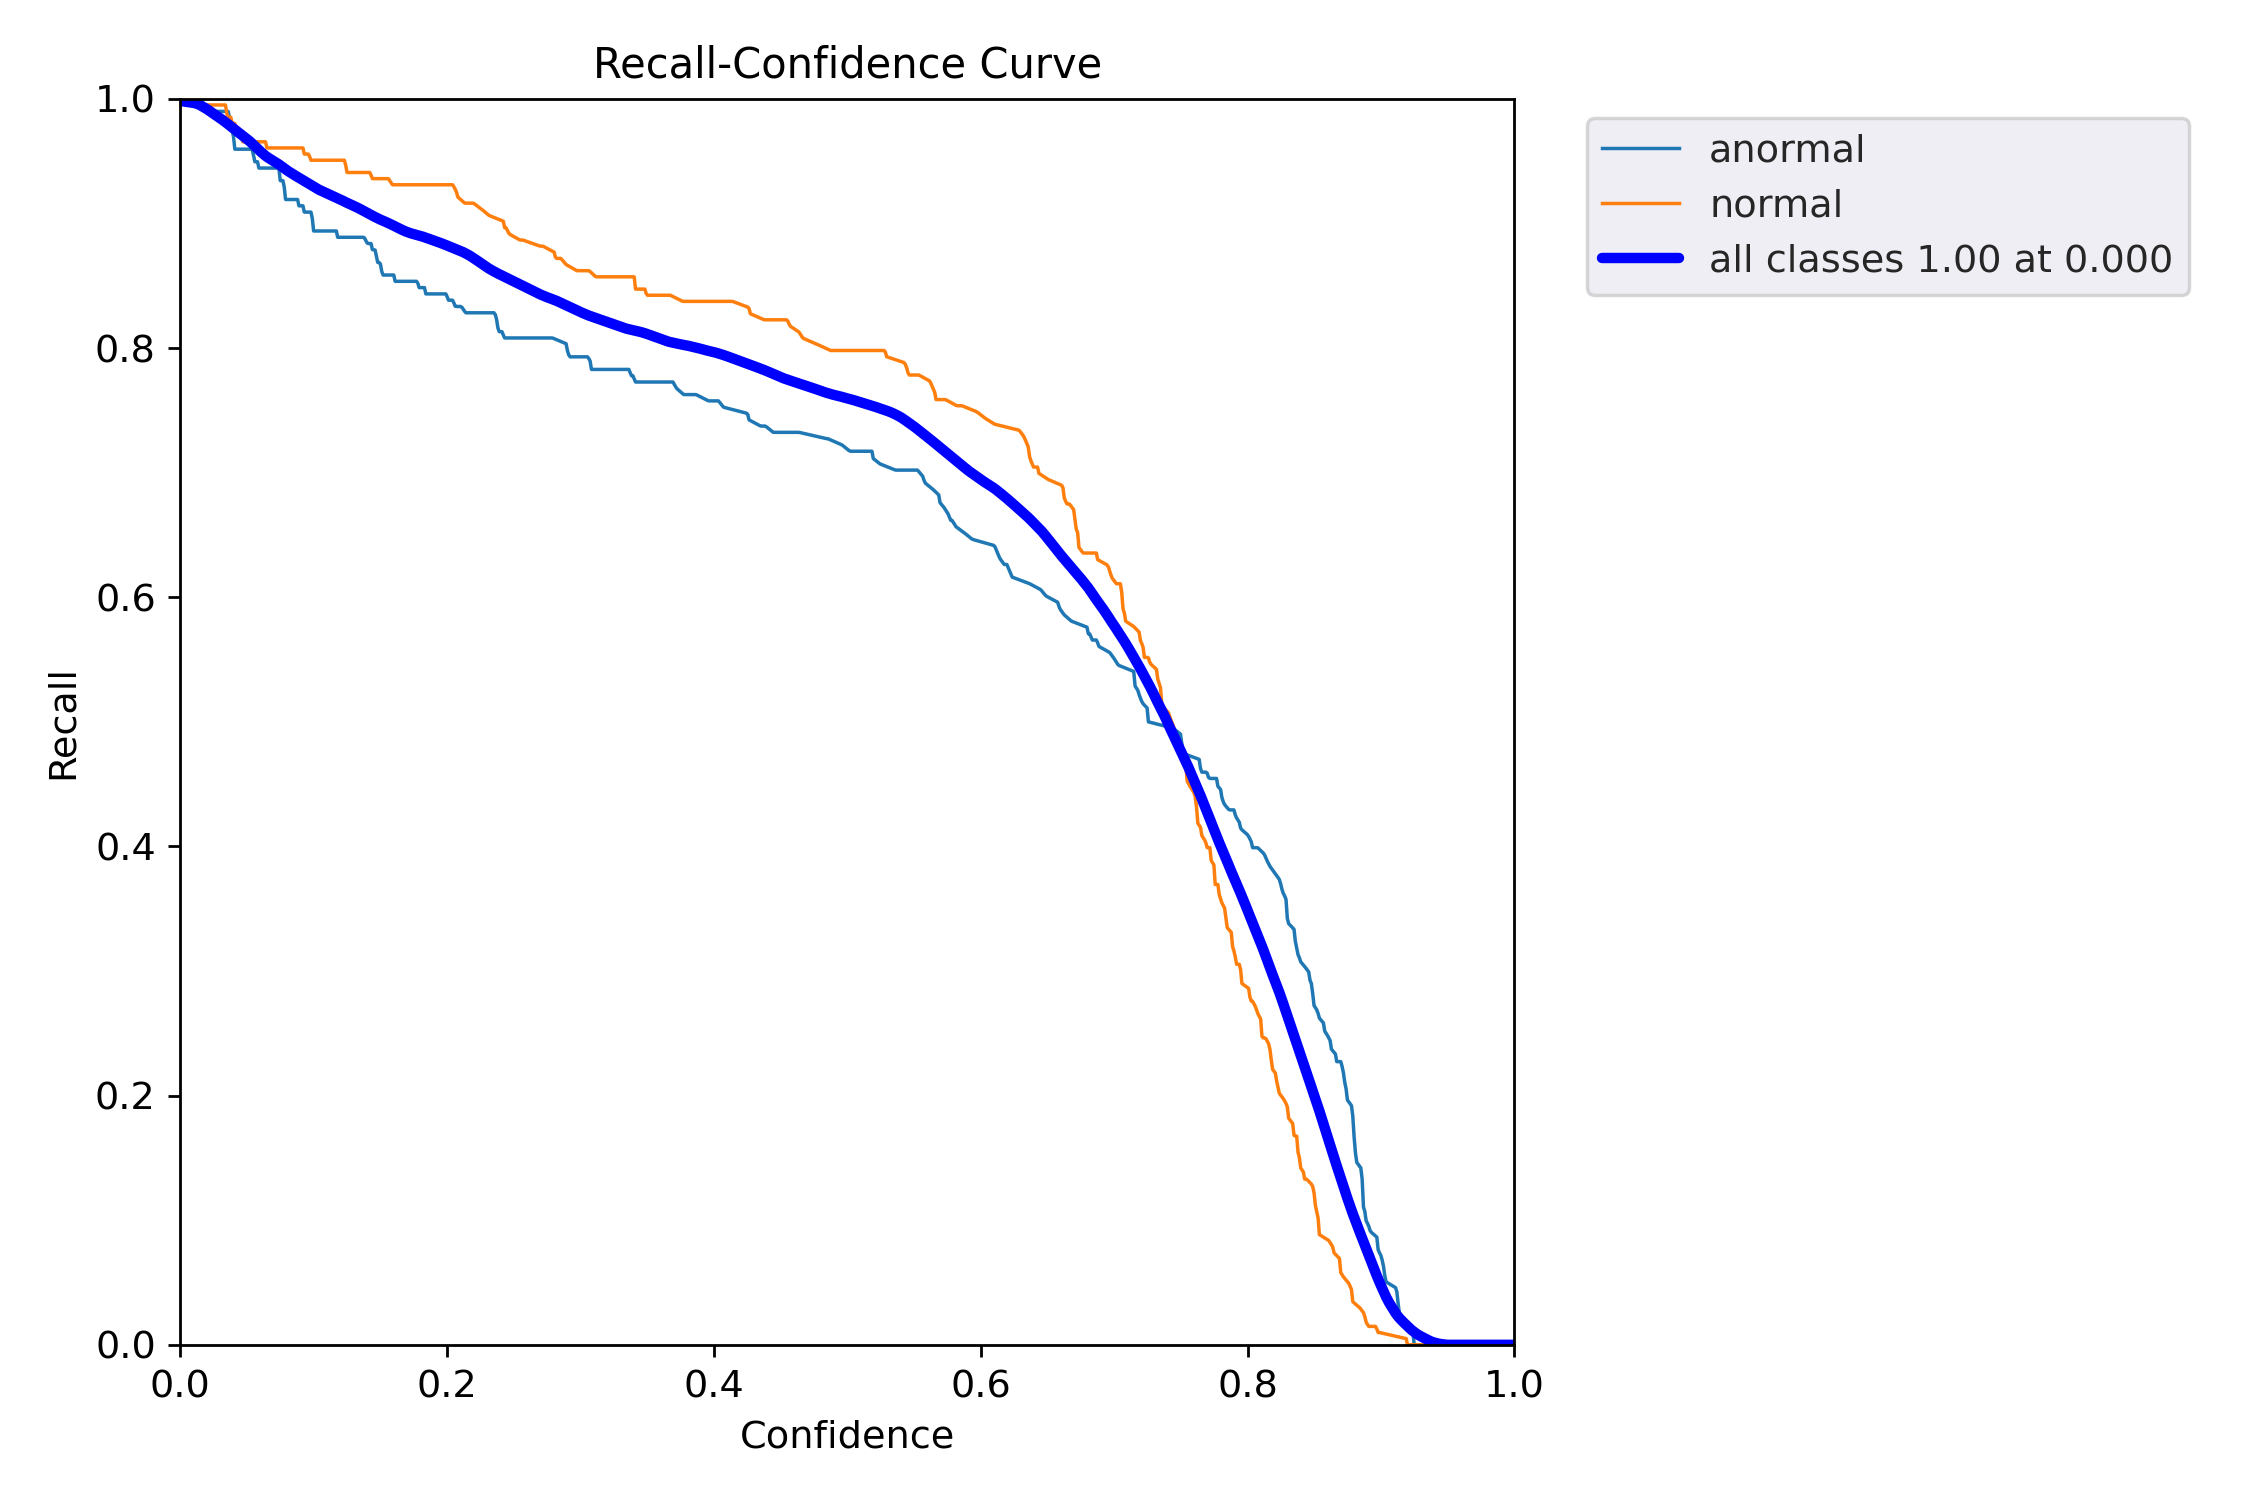 Recall-Confidence Curve
1.0
0.8
0.6
0.4
0.2
0.0
Recall
0.0 0.2 0.4 0.6 0.8 1.0
Confidence
anormal
normal
all classes 1.00 at 0.000